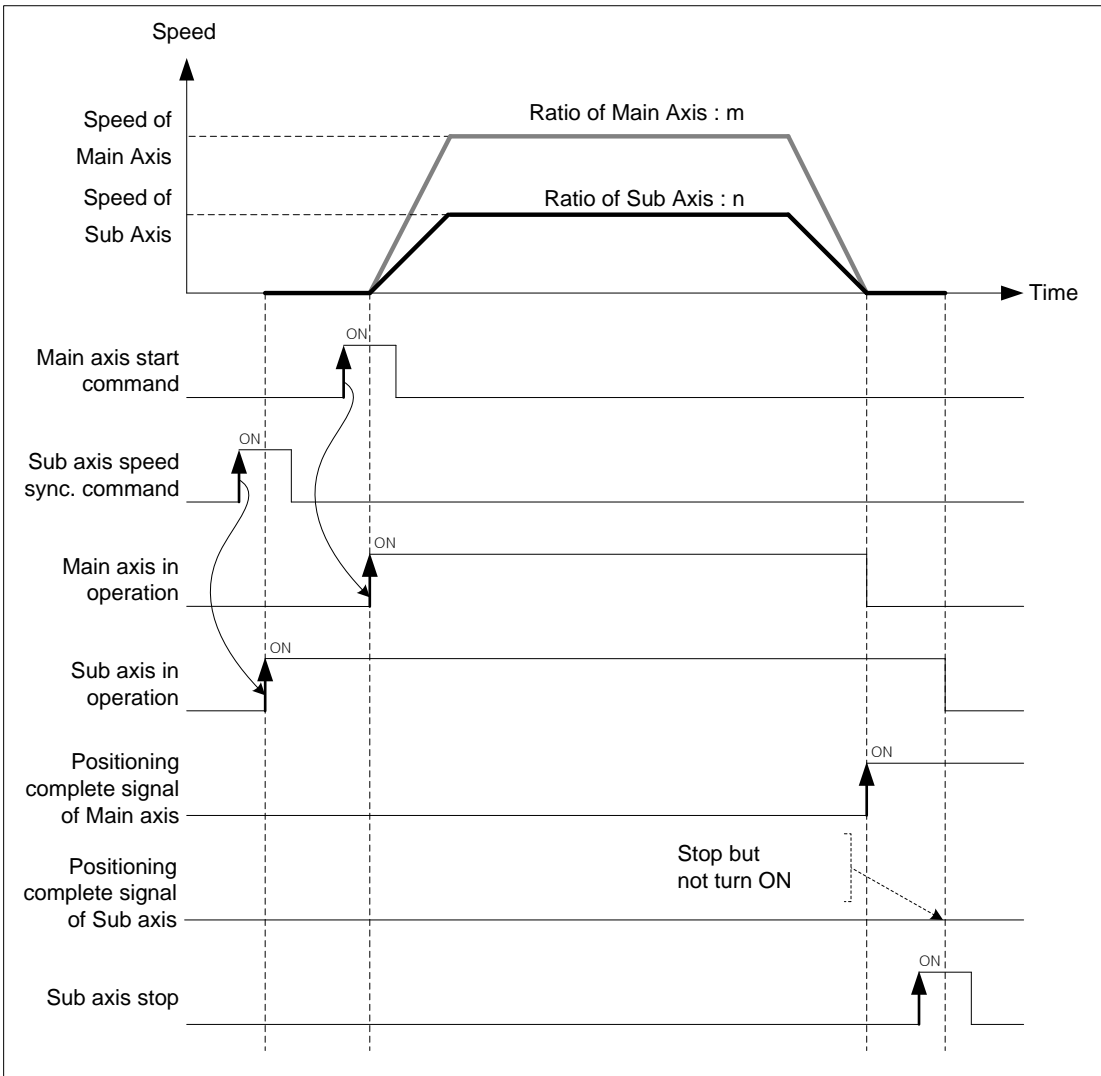 Speed
Speed of
Main Axis
Ratio of Main Axis : m
Speed of
Sub Axis
Ratio of Sub Axis : n
Time
Main axis start
command
ON
Sub axis speed
sync. command
ON
Main axis in
operation
ON
Sub axis in
operation
ON
Positioning
complete signal
of Main axis
ON
Positioning
complete signal
of Sub axis
Stop but
not turn ON
Sub axis stop
ON